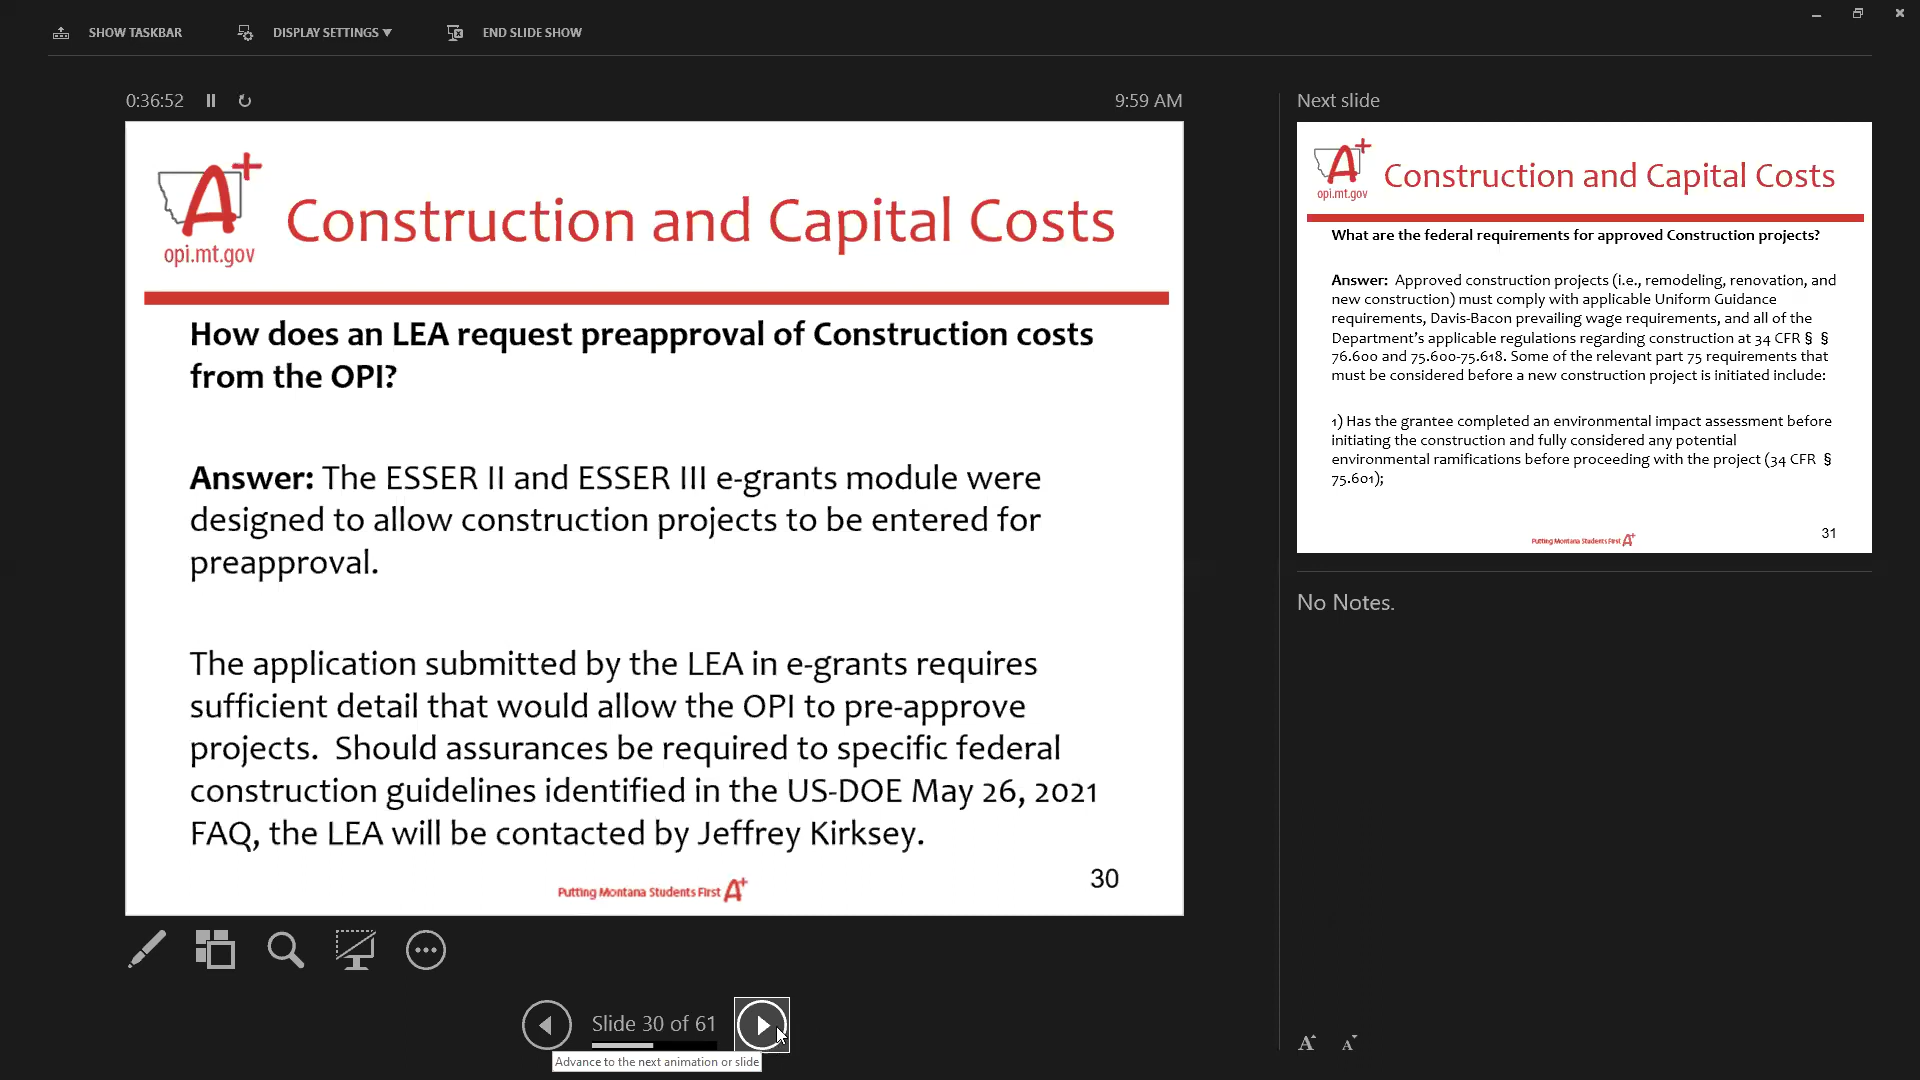 SHOW TASKBAR
DISPLAY SETTINGS ▼
END SLIDE SHOW
0:36:52
9:59 AM
A+
opi.mt.gov
Construction and Capital Costs
How does an LEA request preapproval of Construction costs
from the OPI?
Answer: The ESSER II and ESSER III e-grants module were
designed to allow construction projects to be entered for
preapproval.
The application submitted by the LEA in e-grants requires
sufficient detail that would allow the OPI to pre-approve
projects.  Should assurances be required to specific federal
construction guidelines identified in the US-DOE May 26, 2021
FAQ, the LEA will be contacted by Jeffrey Kirksey.
Putting Montana Students First A+
30
Slide 30 of 61
Advance to the next animation or slide
Next slide
A+
opi.mt.gov
Construction and Capital Costs
What are the federal requirements for approved Construction projects?
Answer:  Approved construction projects (i.e., remodeling, renovation, and
new construction) must comply with applicable Uniform Guidance
requirements, Davis-Bacon prevailing wage requirements, and all of the
Department's applicable regulations regarding construction at 34 CFR § §
76.600 and 75.600-75.618. Some of the relevant part 75 requirements that
must be considered before a new construction project is initiated include:
1) Has the grantee completed an environmental impact assessment before
initiating the construction and fully considered any potential
environmental ramifications before proceeding with the project (34 CFR §
75.601);
Putting Montana Students First A+
31
No Notes.
A A